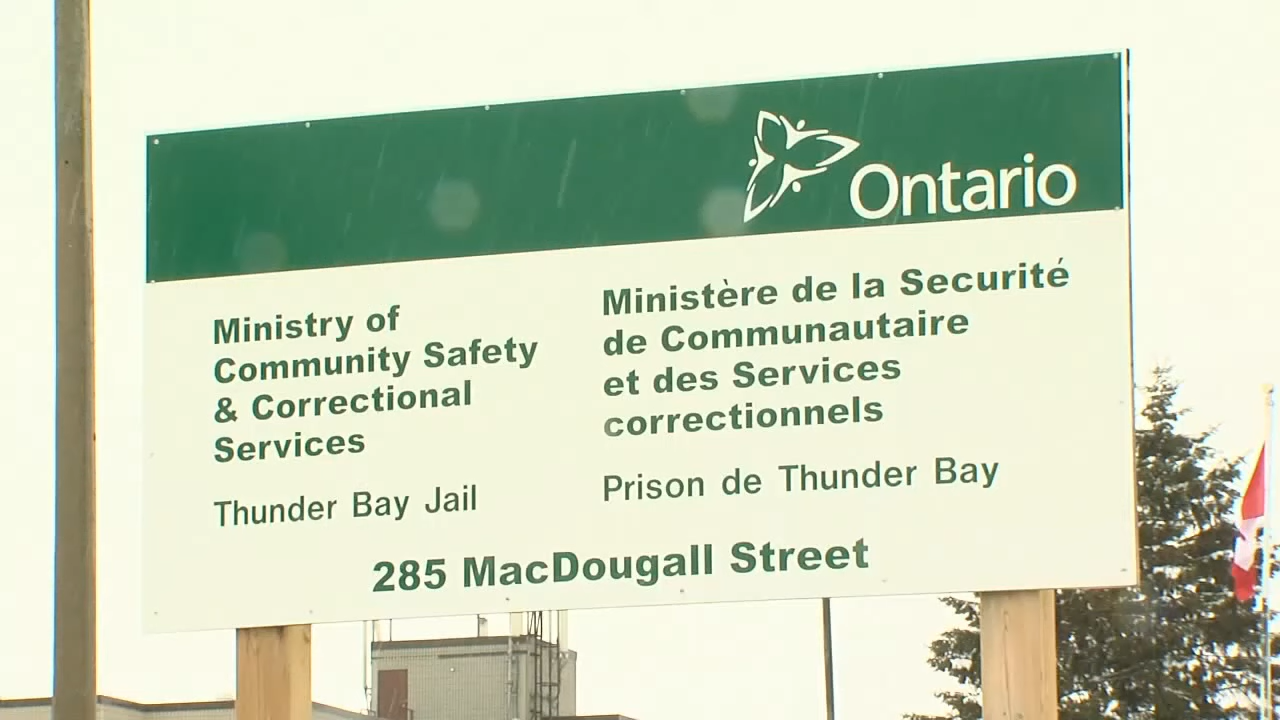 Ontario
Ministry of
Community Safety
& Correctional
Services
Thunder Bay Jail
Ministère de la Securité
de Communautaire
et des Services
correctionnels
Prison de Thunder Bay
285 MacDougall Street